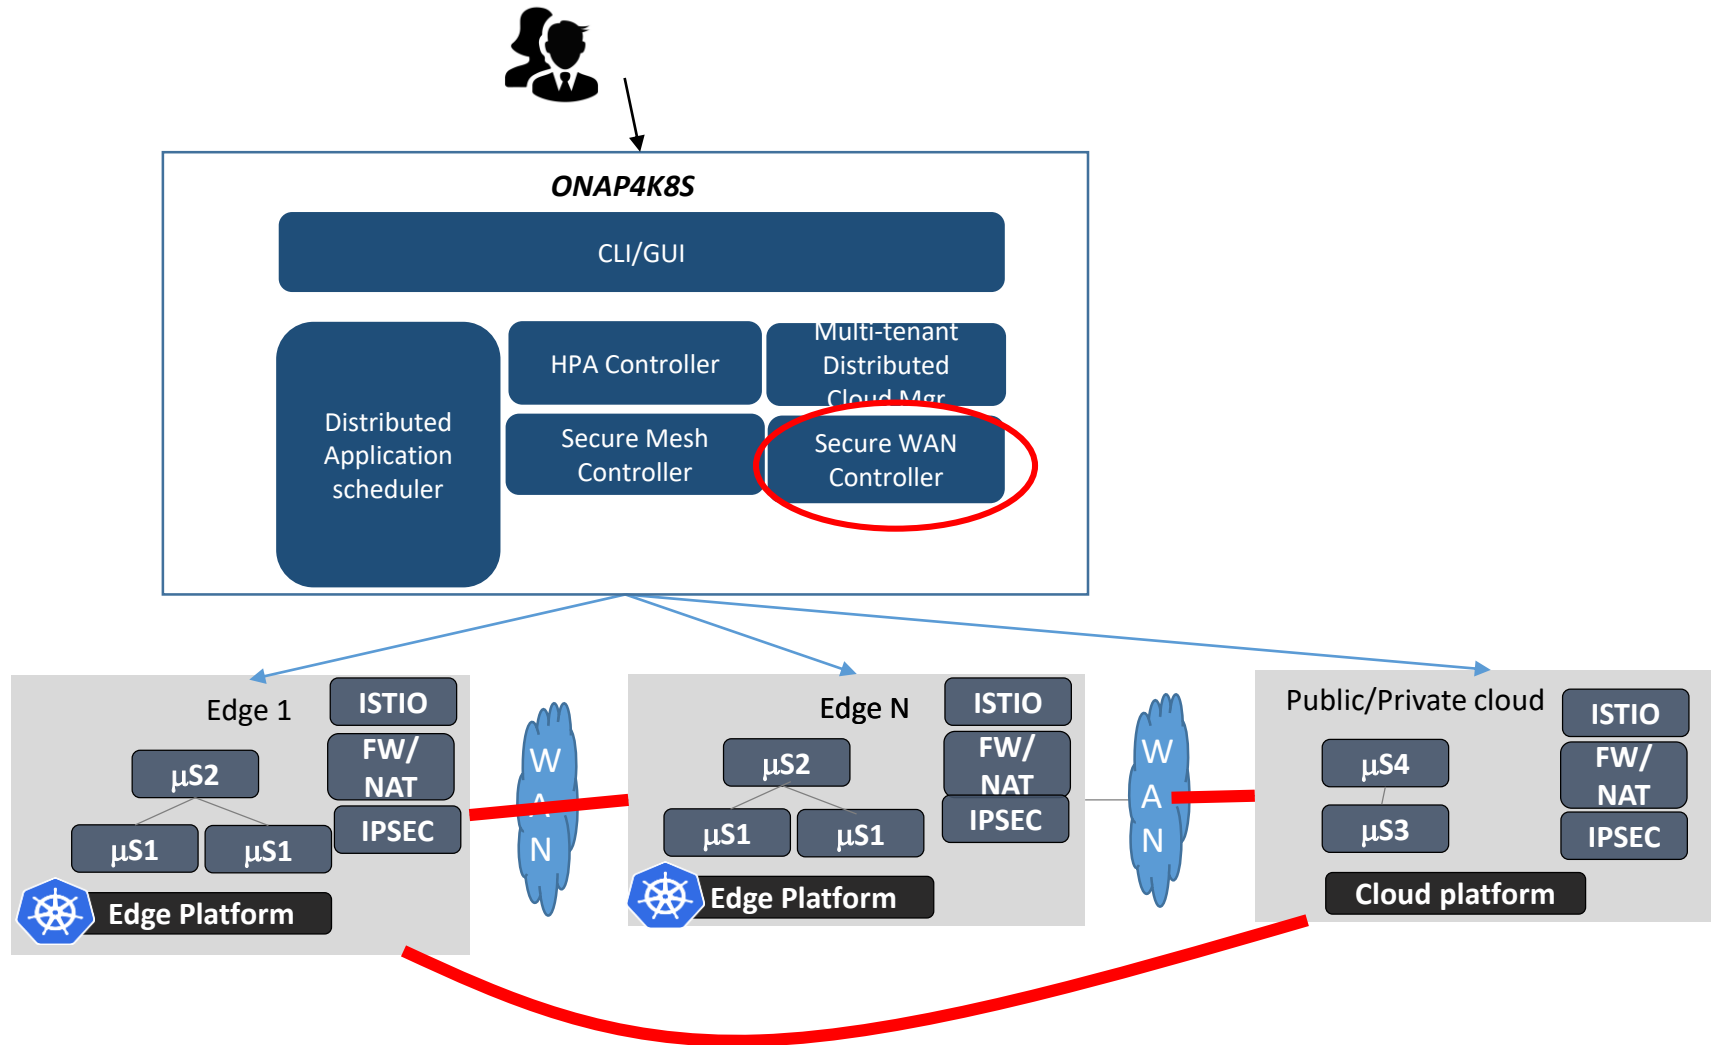 ONAP4K8S
CLI/GUI
Distributed
Application
scheduler
HPA Controller
Multi-tenant
Distributed
Cloud Mgr
Secure Mesh
Controller
Secure WAN
Controller
Edge 1
ISTIO
FW/
NAT
IPSEC
μS2
μS1
μS1
Edge Platform
W
A
N
Edge N
ISTIO
FW/
NAT
IPSEC
μS2
μS1
μS1
Edge Platform
W
A
N
Public/Private cloud
ISTIO
FW/
NAT
IPSEC
μS4
μS3
Cloud platform